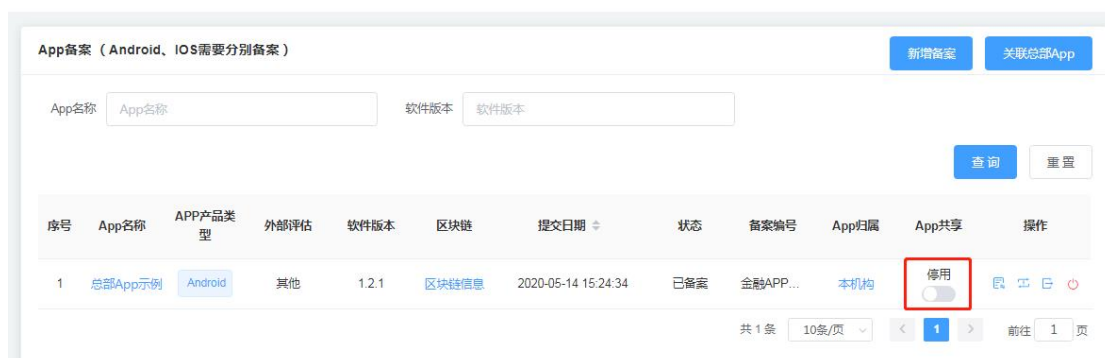 App备案（Android、IOS需要分别备案）
新增备案
关联总部App
App名称
App名称
软件版本
软件版本
查询
重置
序号 App名称 APP产品类型 外部评估 软件版本 区块链 提交日期 状态 备案编号 App归属 App共享 操作
1 总部App示例 Android 其他 1.2.1 区块链信息 2020-05-14 15:24:34 已备案 金融APP... 本机构 停用
共1条 10条/页 1 前往 1 页